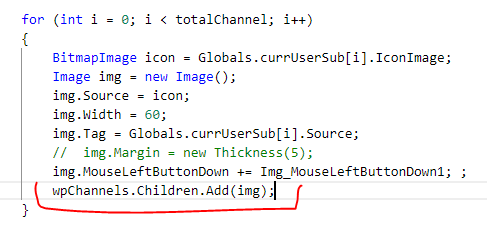 for (int i = 0; i < totalChannel; i++)
{
BitmapImage icon = Globals.currUserSub[i].IconImage;
Image img = new Image();
img.Source = icon;
img.Width = 60;
img.Tag = Globals.currUserSub[i].Source;
//  img.Margin = new Thickness(5);
img.MouseLeftButtonDown += Img_MouseLeftButtonDown1; ;
wpChannels.Children.Add(img);
}